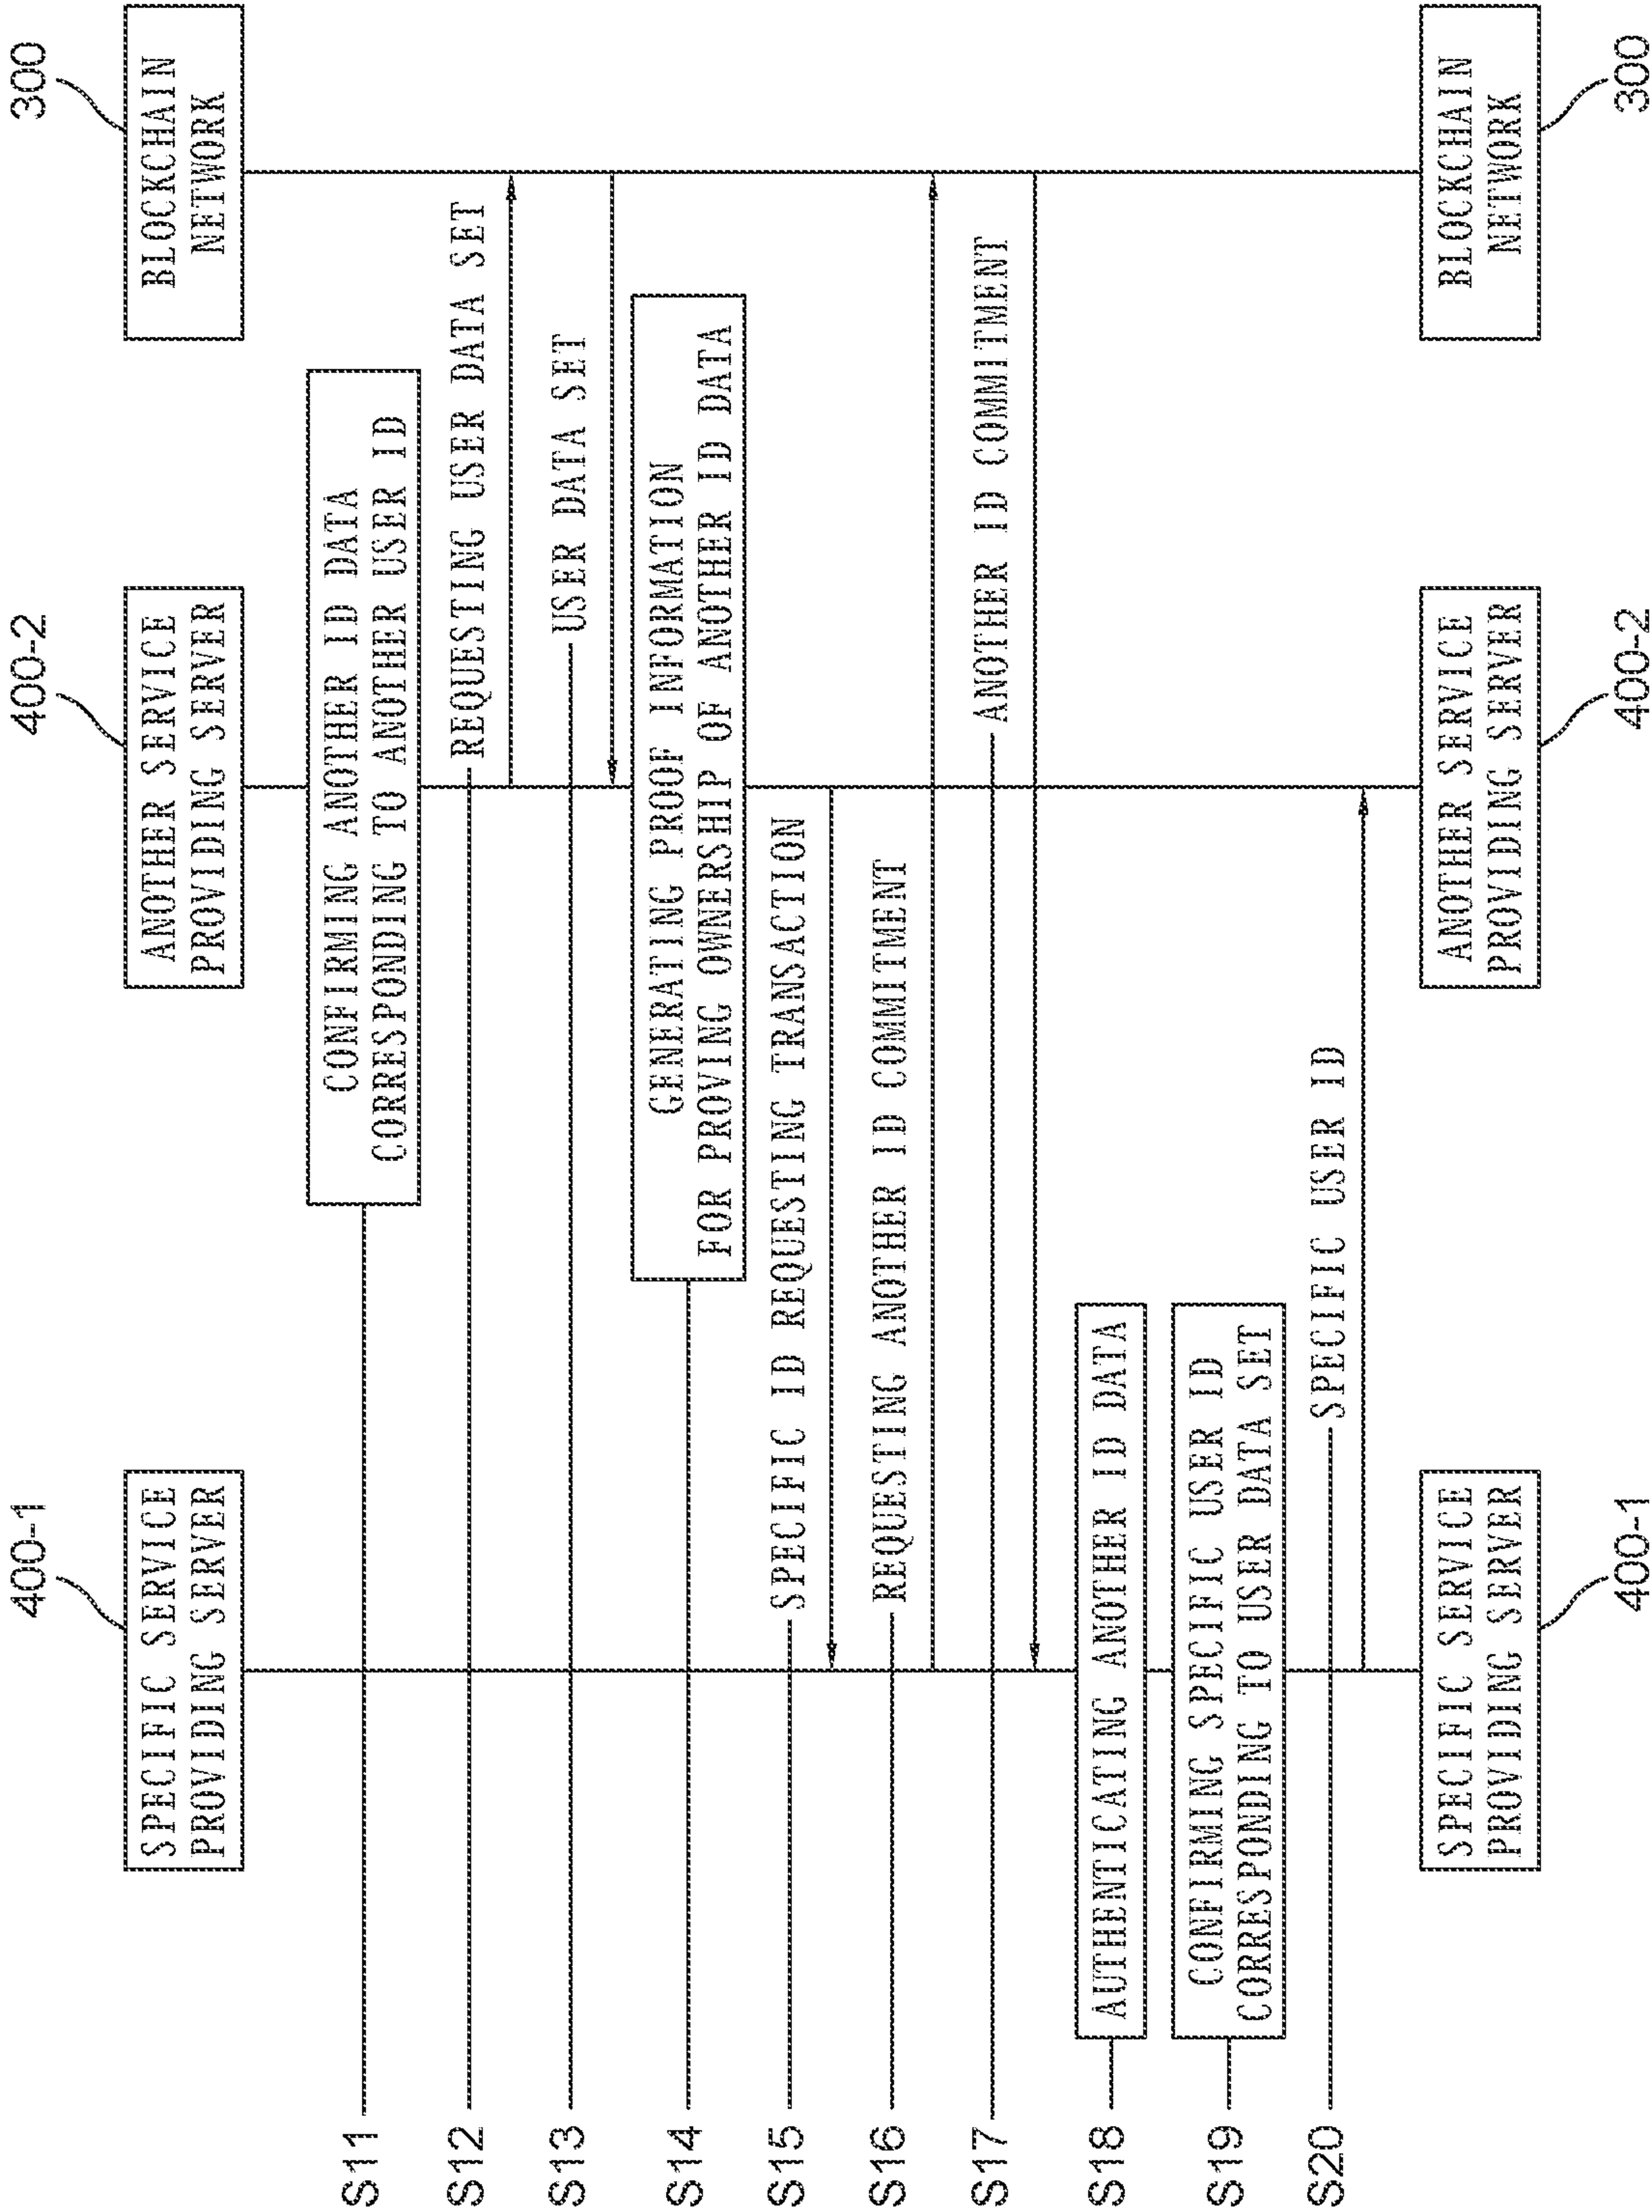 400-1
400-2
300
SPECIFIC SERVICE
PROVIDING SERVER
ANOTHER SERVICE
PROVIDING SERVER
BLOCKCHAIN
NETWORK
S11
CONFIRMING ANOTHER ID DATA
CORRESPONDING TO ANOTHER USER ID
S12
REQUESTING USER DATA SET
S13
USER DATA SET
S14
GENERATING PROOF INFORMATION
FOR PROVING OWNERSHIP OF ANOTHER ID DATA
S15
SPECIFIC ID REQUESTING TRANSACTION
S16
REQUESTING ANOTHER ID COMMITMENT
S17
ANOTHER ID COMMITMENT
S18
AUTHENTICATING ANOTHER ID DATA
S19
CONFIRMING SPECIFIC USER ID
CORRESPONDING TO USER DATA SET
S20
SPECIFIC USER ID
SPECIFIC SERVICE
PROVIDING SERVER
ANOTHER SERVICE
PROVIDING SERVER
BLOCKCHAIN
NETWORK
400-1
400-2
300